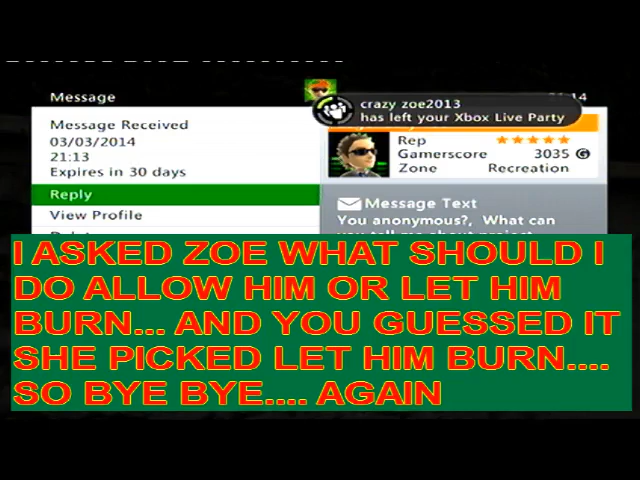 Message
14
crazy zoe2013
has left your Xbox Live Party
Message Received
03/03/2014
21:13
Expires in 30 days
Reply
View Profile
Rep
Gamerscore 3035 G
Zone Recreation
Message Text
You anonymous?, What can
I ASKED ZOE WHAT SHOULD I
DO ALLOW HIM OR LET HIM
BURN... AND YOU GUESSED IT
SHE PICKED LET HIM BURN....
SO BYE BYE.... AGAIN